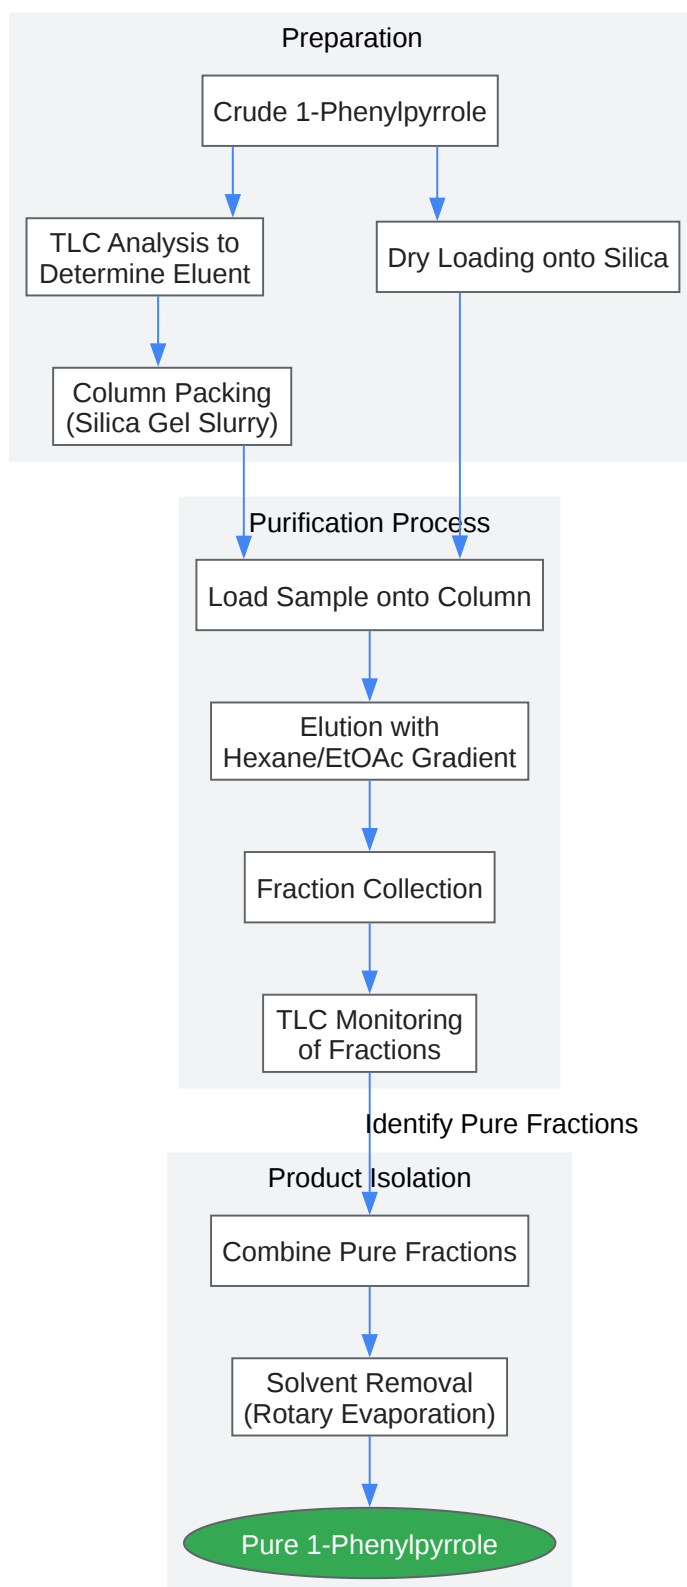 Preparation
Crude 1-Phenylpyrrole
TLC Analysis to
Determine Eluent
Dry Loading onto Silica
Column Packing
(Silica Gel Slurry)
Purification Process
Load Sample onto Column
Elution with
Hexane/EtOAc Gradient
Fraction Collection
TLC Monitoring
of Fractions
Identify Pure Fractions
Product Isolation
Combine Pure Fractions
Solvent Removal
(Rotary Evaporation)
Pure 1-Phenylpyrrole